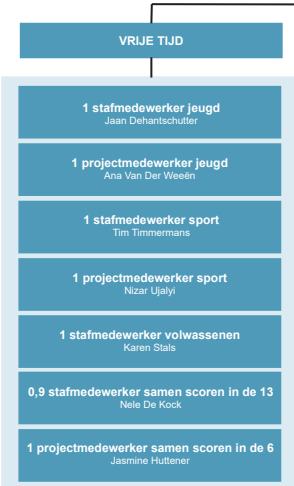 VRIJE TIJD
1 stafmedewerker jeugd
Jaan Dehantschutter
1 projectmedewerker jeugd
Ana Van Der Weeën
1 stafmedewerker sport
Tim Timmermans
1 projectmedewerker sport
Nizar Ujalyi
1 stafmedewerker volwassenen
Karen Stals
0,9 stafmedewerker samen scoren in de 13
Nele De Kock
1 projectmedewerker samen scoren in de 6
Jasmine Huttener